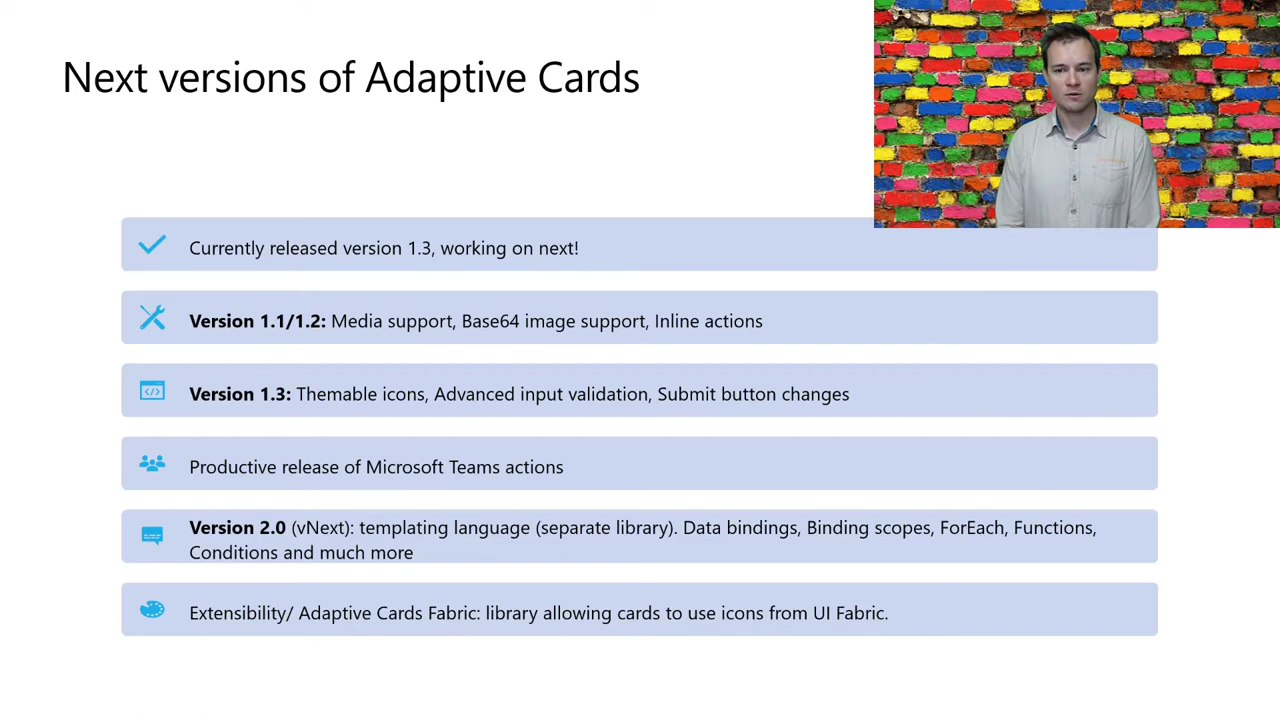 Next versions of Adaptive Cards
Currently released version 1.3, working on next!
Version 1.1/1.2: Media support, Base64 image support, Inline actions
Version 1.3: Themable icons, Advanced input validation, Submit button changes
Productive release of Microsoft Teams actions
Version 2.0 (vNext): templating language (separate library). Data bindings, Binding scopes, ForEach, Functions,
Conditions and much more
Extensibility/ Adaptive Cards Fabric: library allowing cards to use icons from UI Fabric.